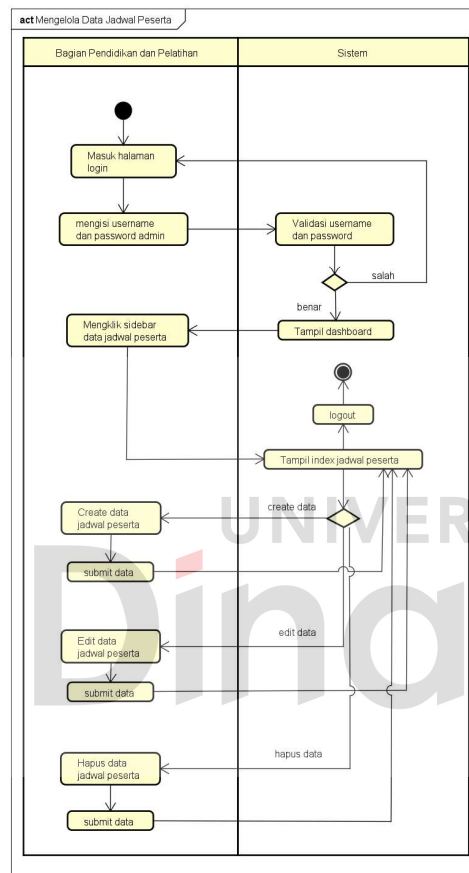 act Mengelola Data Jadwal Peserta
Bagian Pendidikan dan Pelatihan
Sistem
Masuk halaman
login
mengisi username
dan password admin
Validasi username
dan password
salah
benar
Mengklik sidebar
data jadwal peserta
Tampil dashboard
logout
Tampil index jadwal peserta
UNIVER
create data
Create data
jadwal peserta
submit data
Dina
edit data
Edit data
jadwal peserta
submit data
hapus data
Hapus data
jadwal peserta
submit data